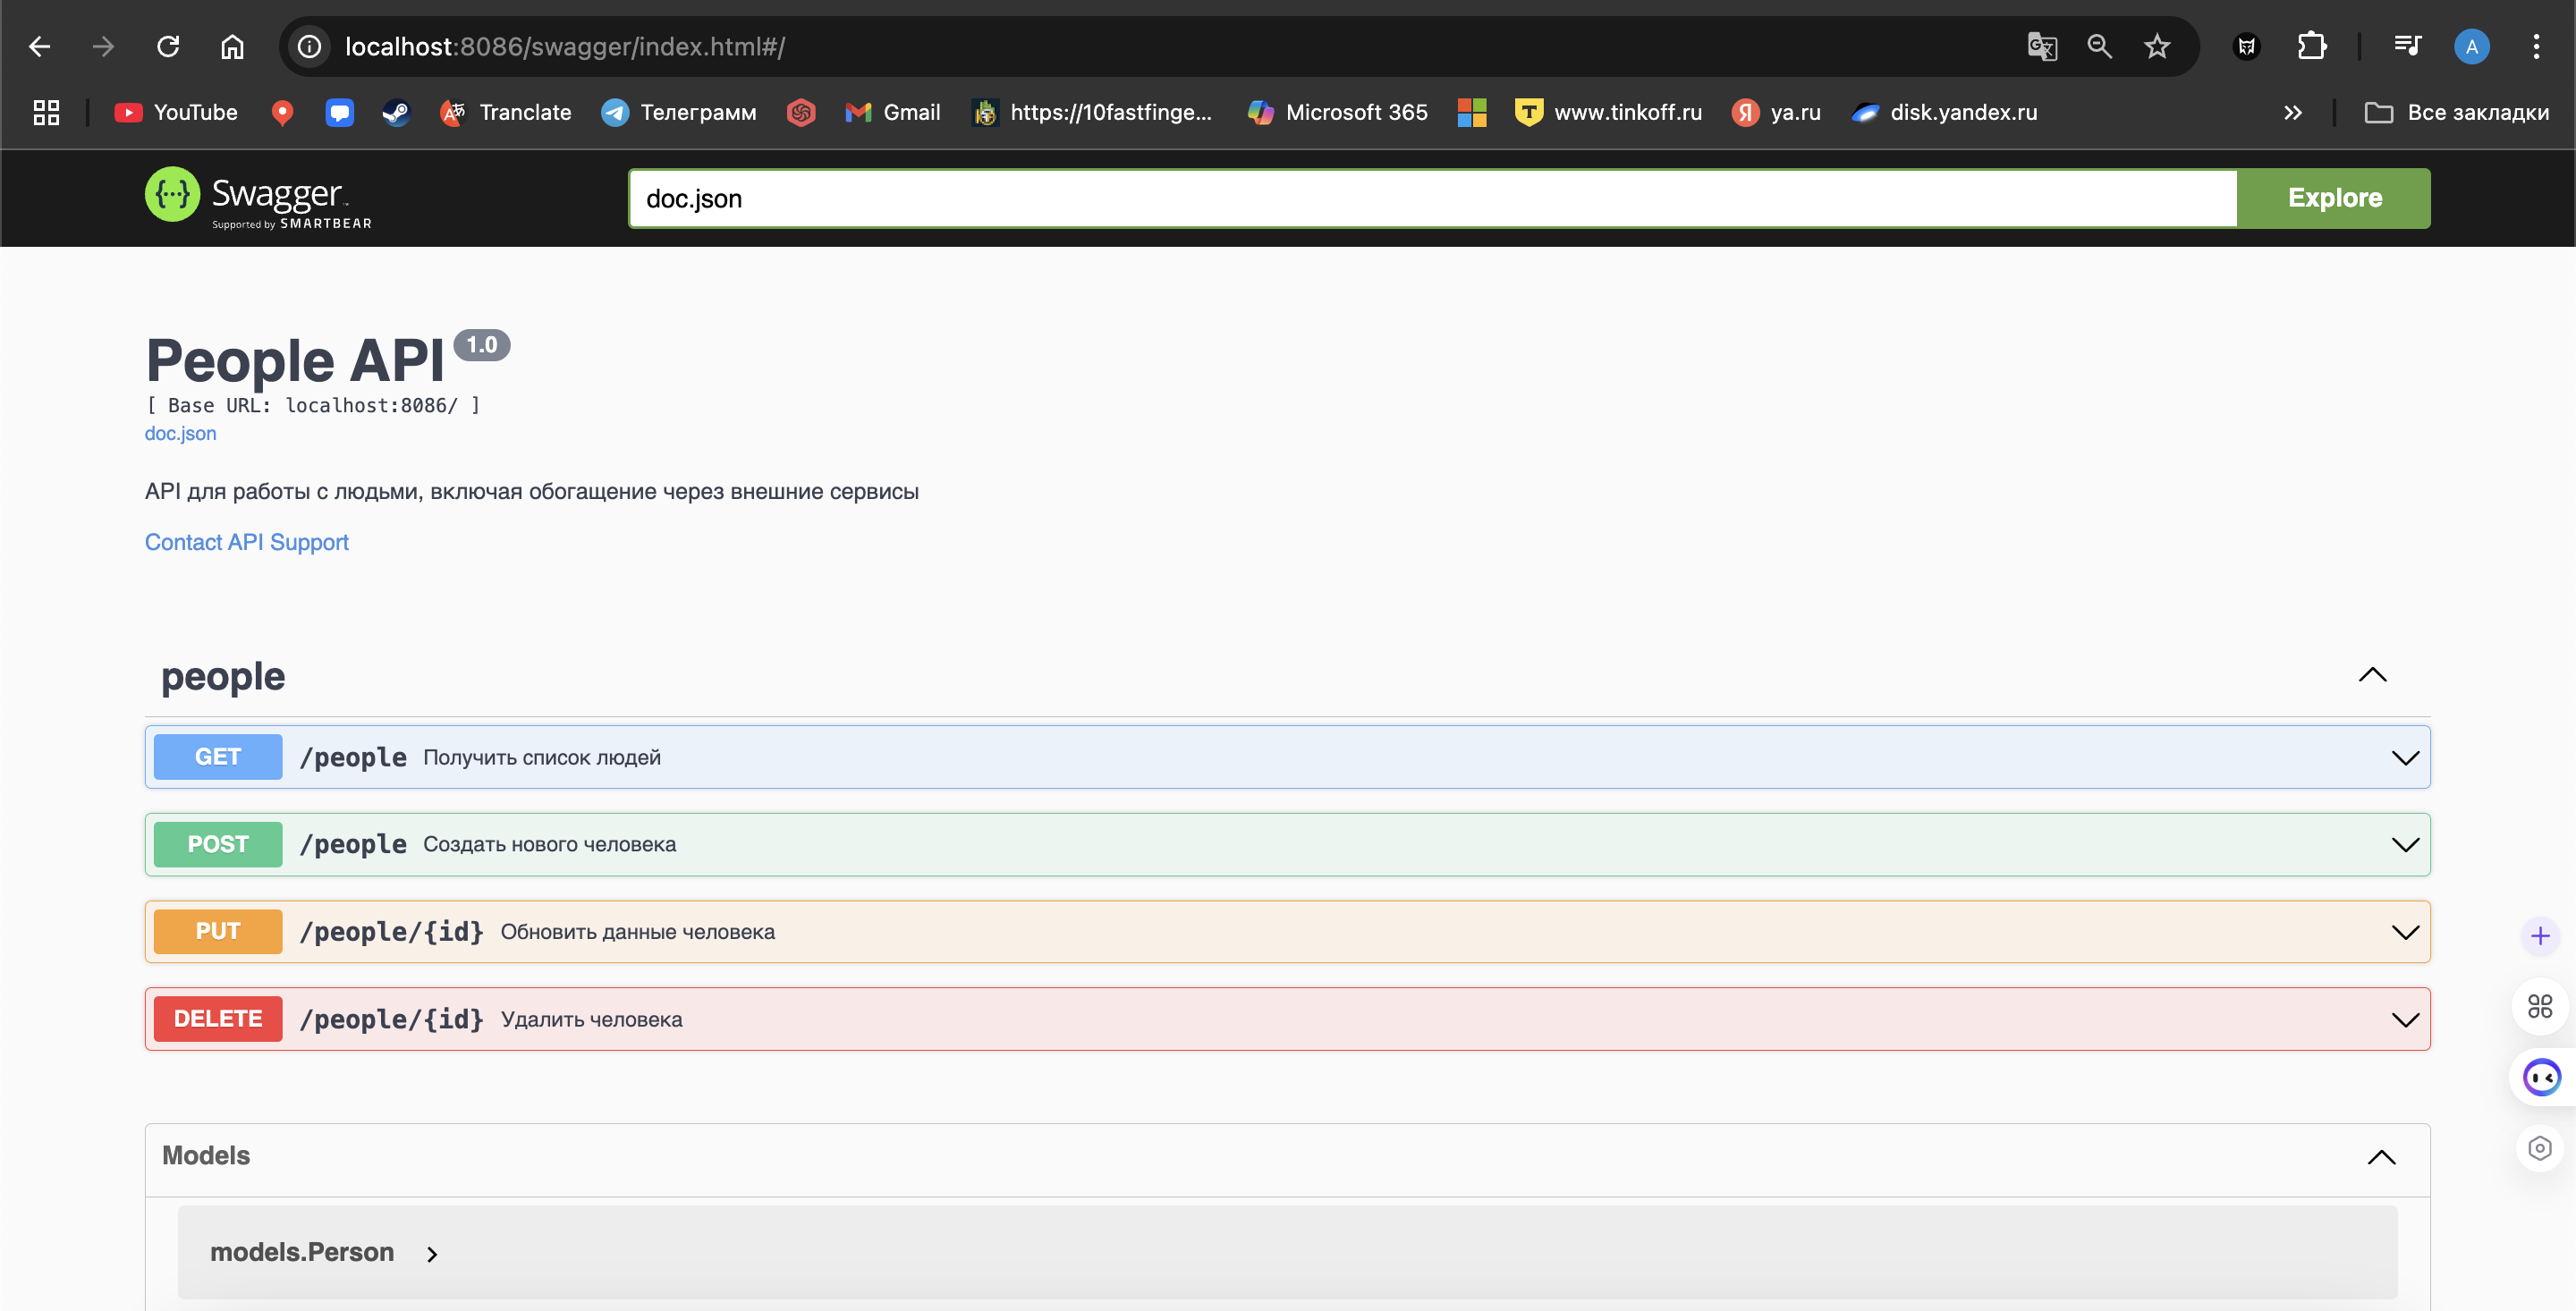 localhost:8086/swagger/index.html#/
YouTube
Tranclate
Телеграмм
Gmail
https://10fastfinge...
Microsoft 365
www.tinkoff.ru
ya.ru
disk.yandex.ru
Все закладки
A
Swagger
Supported by SMARTBEAR
doc.json
Explore
People API 1.0
[ Base URL: localhost:8086/ ]
doc.json
API для работы с людьми, включая обогащение через внешние сервисы
Contact API Support
people
GET /people Получить список людей
POST /people Создать нового человека
PUT /people/{id} Обновить данные человека
DELETE /people/{id} Удалить человека
Models
models.Person